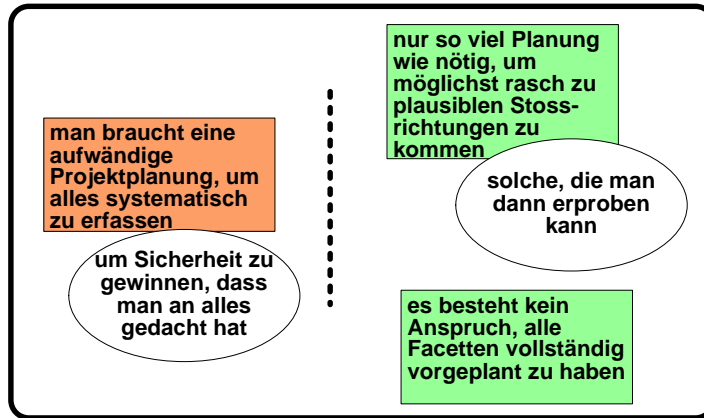 man braucht eine
aufwändige
Projektplanung, um
alles systematisch
zu erfassen
um Sicherheit zu
gewinnen, dass
man an alles
gedacht hat
nur so viel Planung
wie nötig, um
möglichst rasch zu
plausiblen Stoss-
richtungen zu
kommen
solche, die man
dann erproben
kann
es besteht kein
Anspruch, alle
Facetten vollständig
vorgeplant zu haben